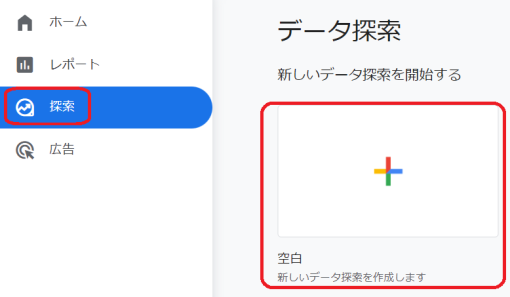 ホーム
レポート
探索
広告
データ探索
新しいデータ探索を開始する
空白
新しいデータ探索を作成します